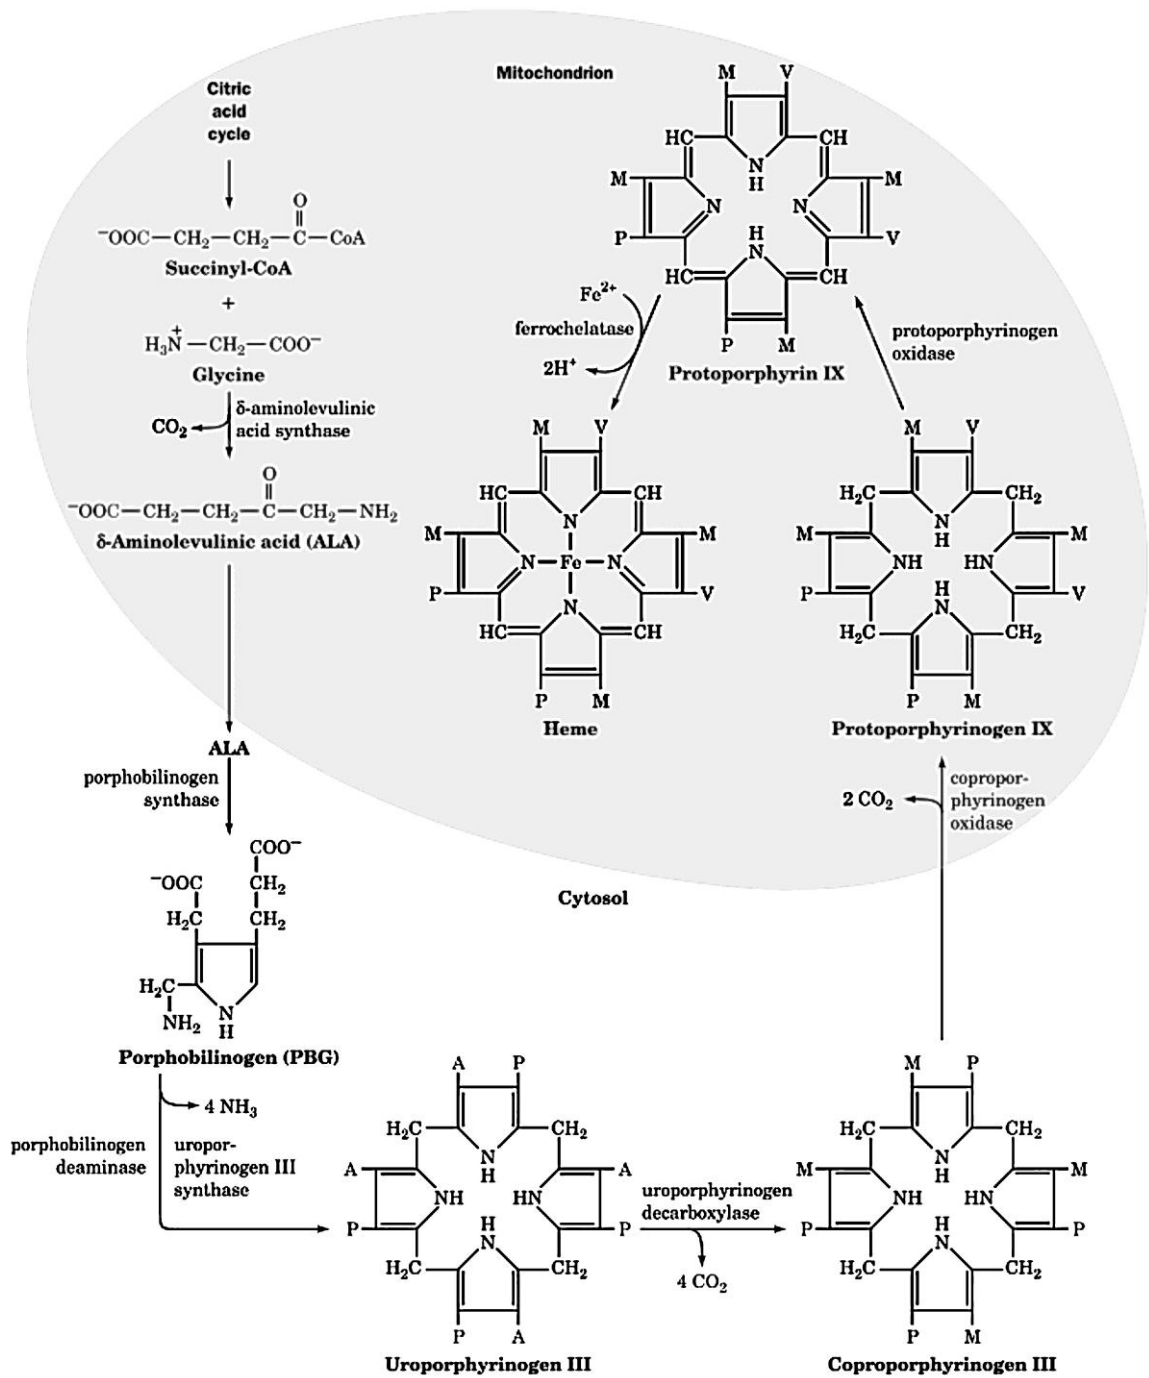 Mitochondrion
Citric
acid
cycle
O
⁻OOC—CH₂—CH₂—C—CoA
Succinyl-CoA
+
H₃N⁺—CH₂—COO⁻
Glycine
CO₂
δ-aminolevulinic
acid synthase
O
⁻OOC—CH₂—CH₂—C—CH₂—NH₂
δ-Aminolevulinic acid (ALA)
M V
HC CH
N
H
M M
N N
P H V
N
HC CH
P M
Protoporphyrin IX
Fe²⁺
ferrochelatase
2H⁺
protoporphyrinogen
oxidase
M V
HC CH
N
M M
N Fe N
P V
N
HC CH
P M
Heme
M V
H₂C CH₂
N
H
M M
NH HN
P H V
N
H₂C CH₂
P M
Protoporphyrinogen IX
ALA
porphobilinogen
synthase
2 CO₂
copropor-
phyrinogen
oxidase
COO⁻
⁻OOC CH₂
H₂C CH₂
H₂C
NH₂ N
H
Porphobilinogen (PBG)
Cytosol
4 NH₃
porphobilinogen
deaminase
uropor-
phyrinogen III
synthase
A P
H₂C CH₂
N
H
A A
NH HN
P H P
N
H₂C CH₂
P A
Uroporphyrinogen III
uroporphyrinogen
decarboxylase
4 CO₂
M P
H₂C CH₂
N
H
M M
NH HN
P H P
N
H₂C CH₂
P M
Coproporphyrinogen III